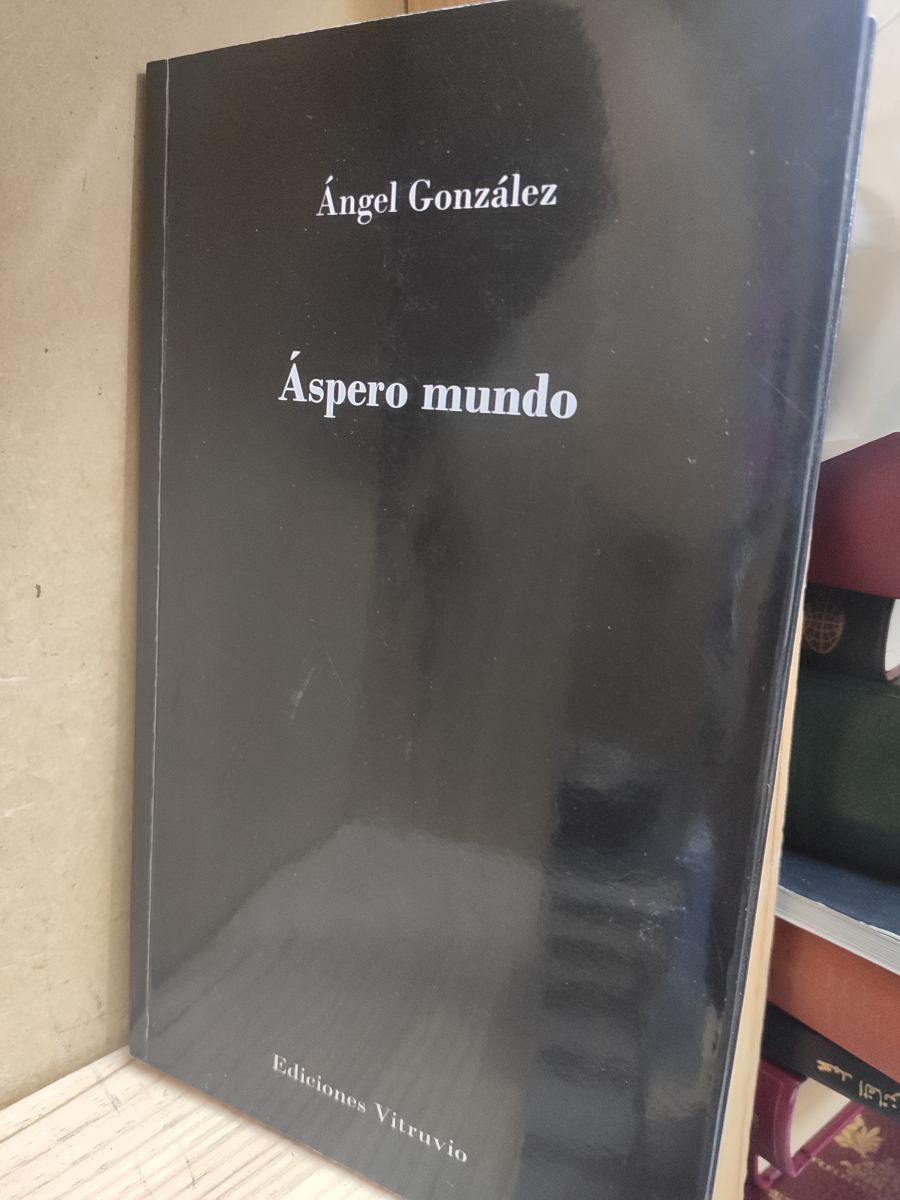 Ángel González
Áspero mundo
Ediciones Vitruvio